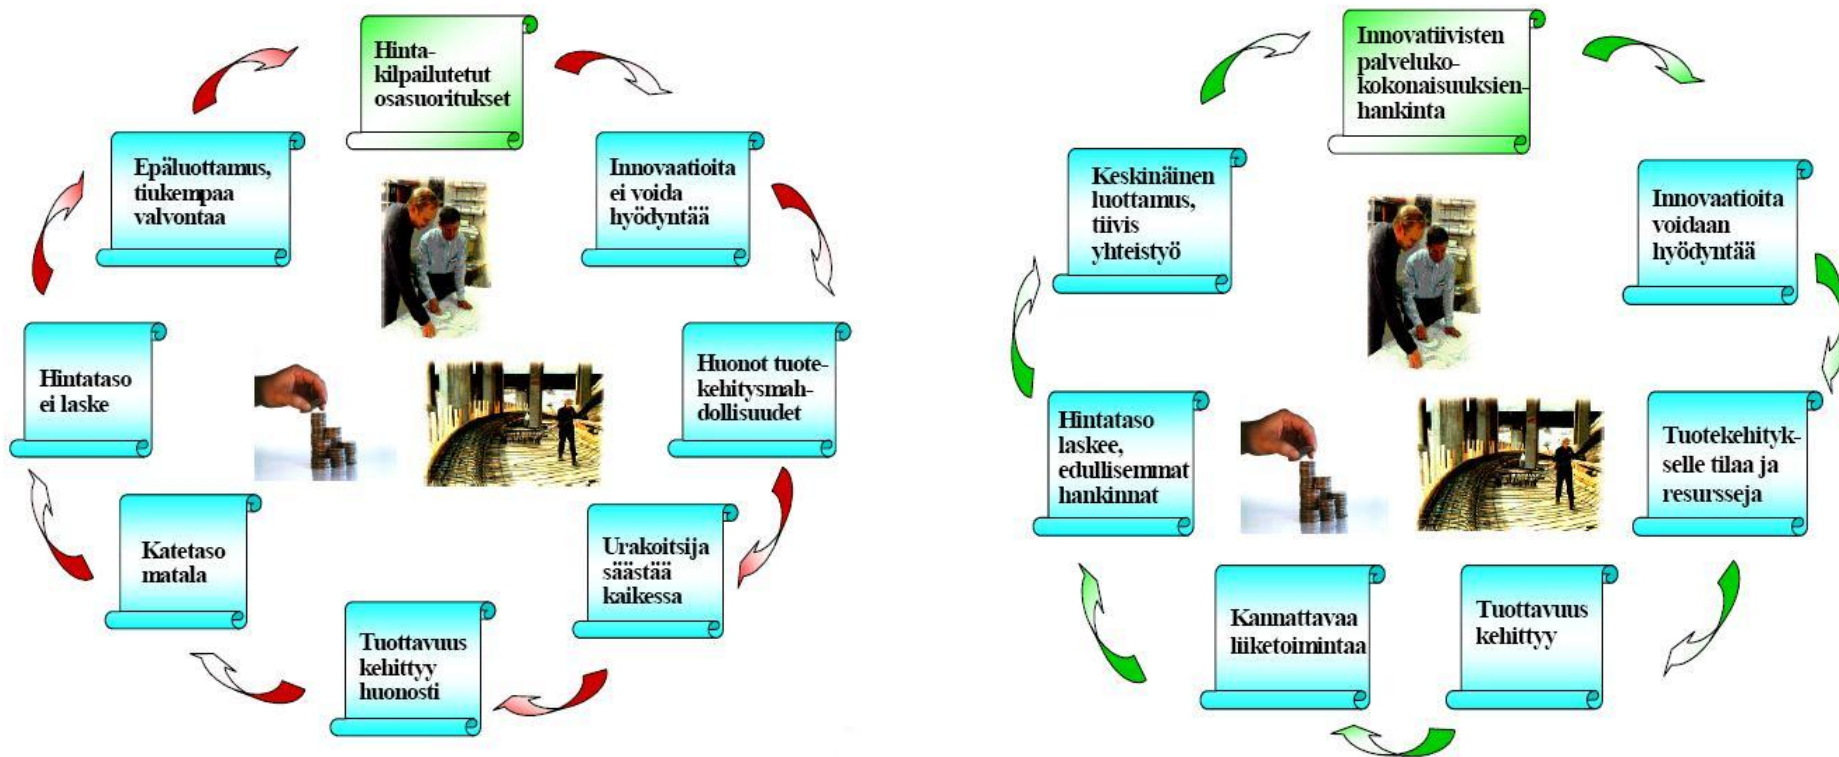 Hinta-
kilpailutetut
osasuoritukset
Innovaatioita
ei voida
hyödyntää
Huonot tuote-
kehitysmah-
dollisuudet
Urakoitsija
säästää
kaikessa
Tuottavuus
kehittyy
huonosti
Katetaso
matala
Hintataso
ei laske
Epäluottamus,
tiukempaa
valvontaa
Innovatiivisten
palveluko-
kokonaisuuksien-
hankinta
Innovaatioita
voidaan
hyödyntää
Tuotekehityk-
selle tilaa ja
resursseja
Tuottavuus
kehittyy
Kannattavaa
liiketoimintaa
Hintataso
laskee,
edullisemmat
hankinnat
Keskinäinen
luottamus,
tiivis
yhteistyö